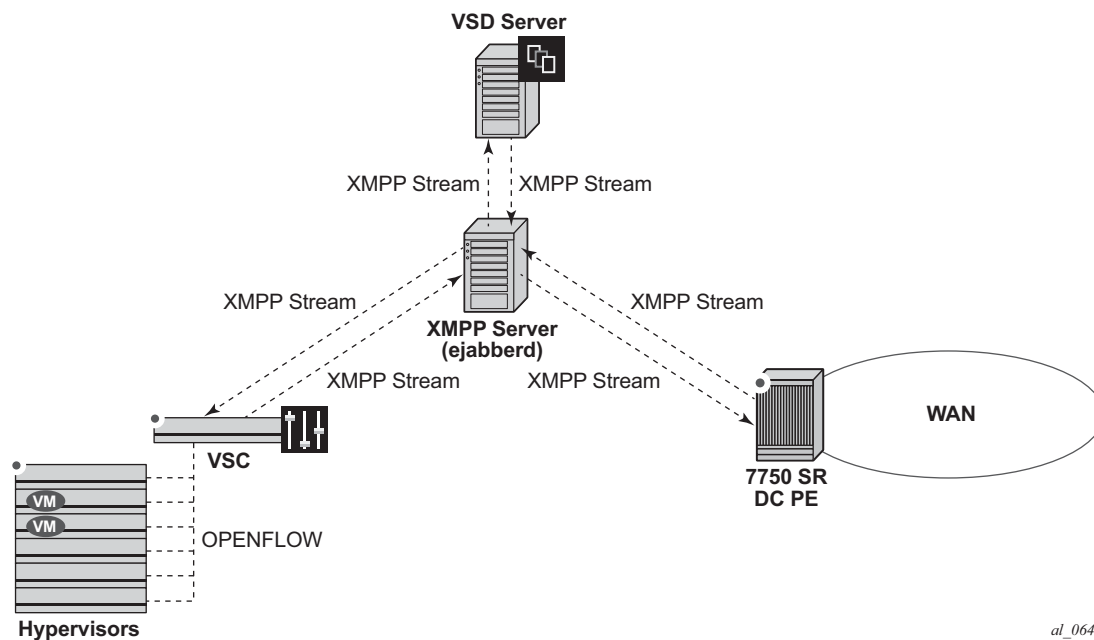 VSD Server
XMPP Stream
XMPP Stream
XMPP Stream
XMPP Server
(ejabberd)
XMPP Stream
XMPP Stream
XMPP Stream
VSC
7750 SR
DC PE
WAN
VM
VM
OPENFLOW
Hypervisors
al_064